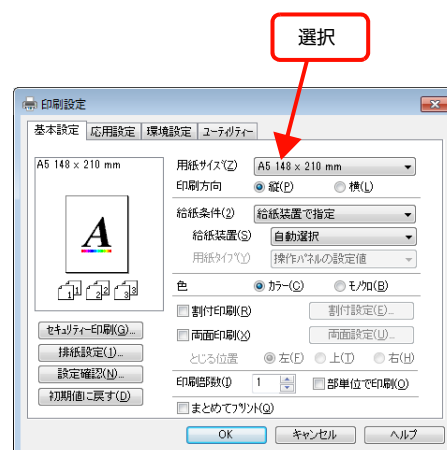 選択
印刷設定
基本設定 応用設定 環境設定 ユーティリティー
A5 148 x 210 mm
用紙サイズ(Z) A5 148 x 210 mm
印刷方向 縦(P) 横(L)
給紙条件(2) 給紙装置で指定
給紙装置(S) 自動選択
用紙タイプ(Y) 操作パネルの設定値
A
1 1 2 2 3 3
色 カラー(C) モノクロ(B)
割付印刷(R) 割付設定(E)...
セキュリティー印刷(G)...
両面印刷(X) 両面設定(U)...
排紙設定(1)...
とじる位置 左(F) 上(T) 右(H)
設定確認(N)...
印刷部数(I) 1 部単位で印刷(O)
初期値に戻す(D)
まとめてプリント(Q)
OK キャンセル ヘルプ